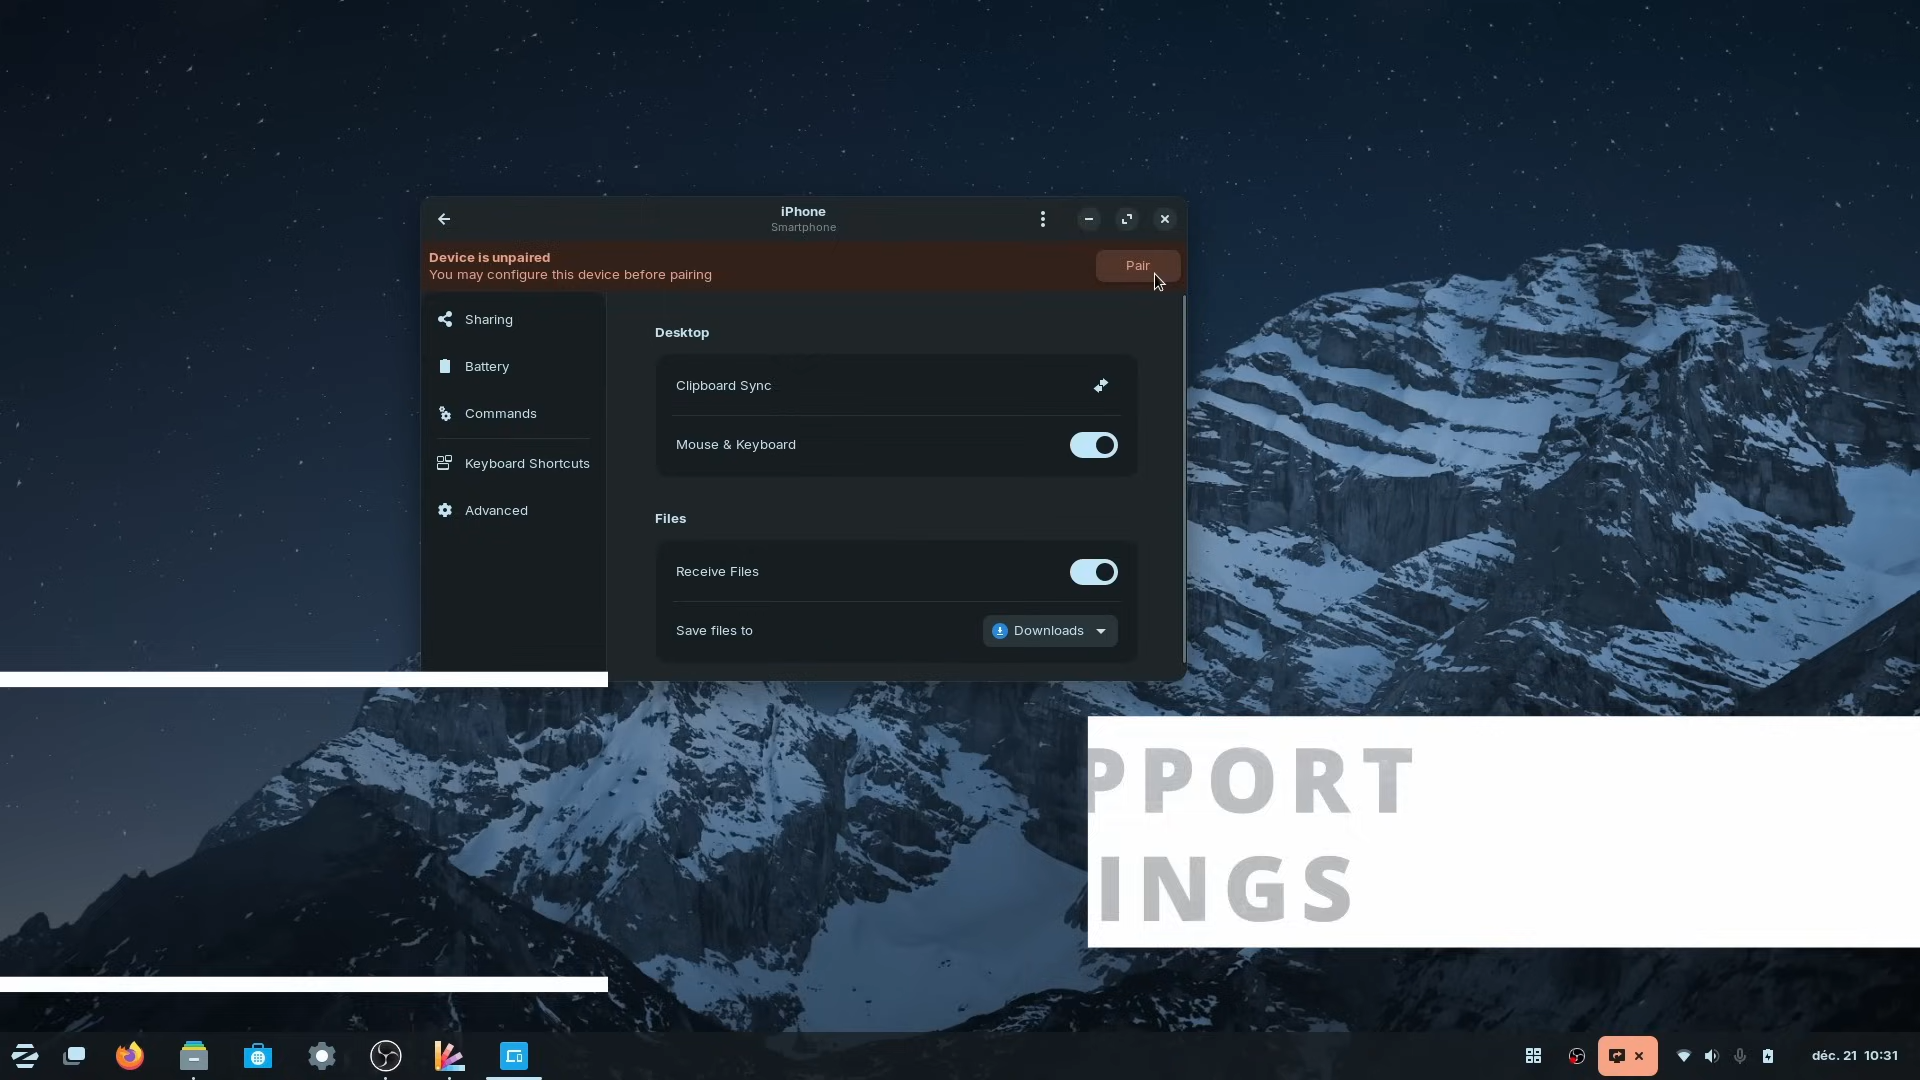 iPhone
Smartphone
Device is unpaired
You may configure this device before pairing
Pair
Sharing
Battery
Commands
Keyboard Shortcuts
Advanced
Desktop
Clipboard Sync
Mouse & Keyboard
Files
Receive Files
Save files to
Downloads
PPORT
INGS
déc. 21 10:31